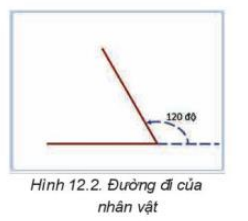 120 độ
Hình 12.2. Đường đi của
nhân vật